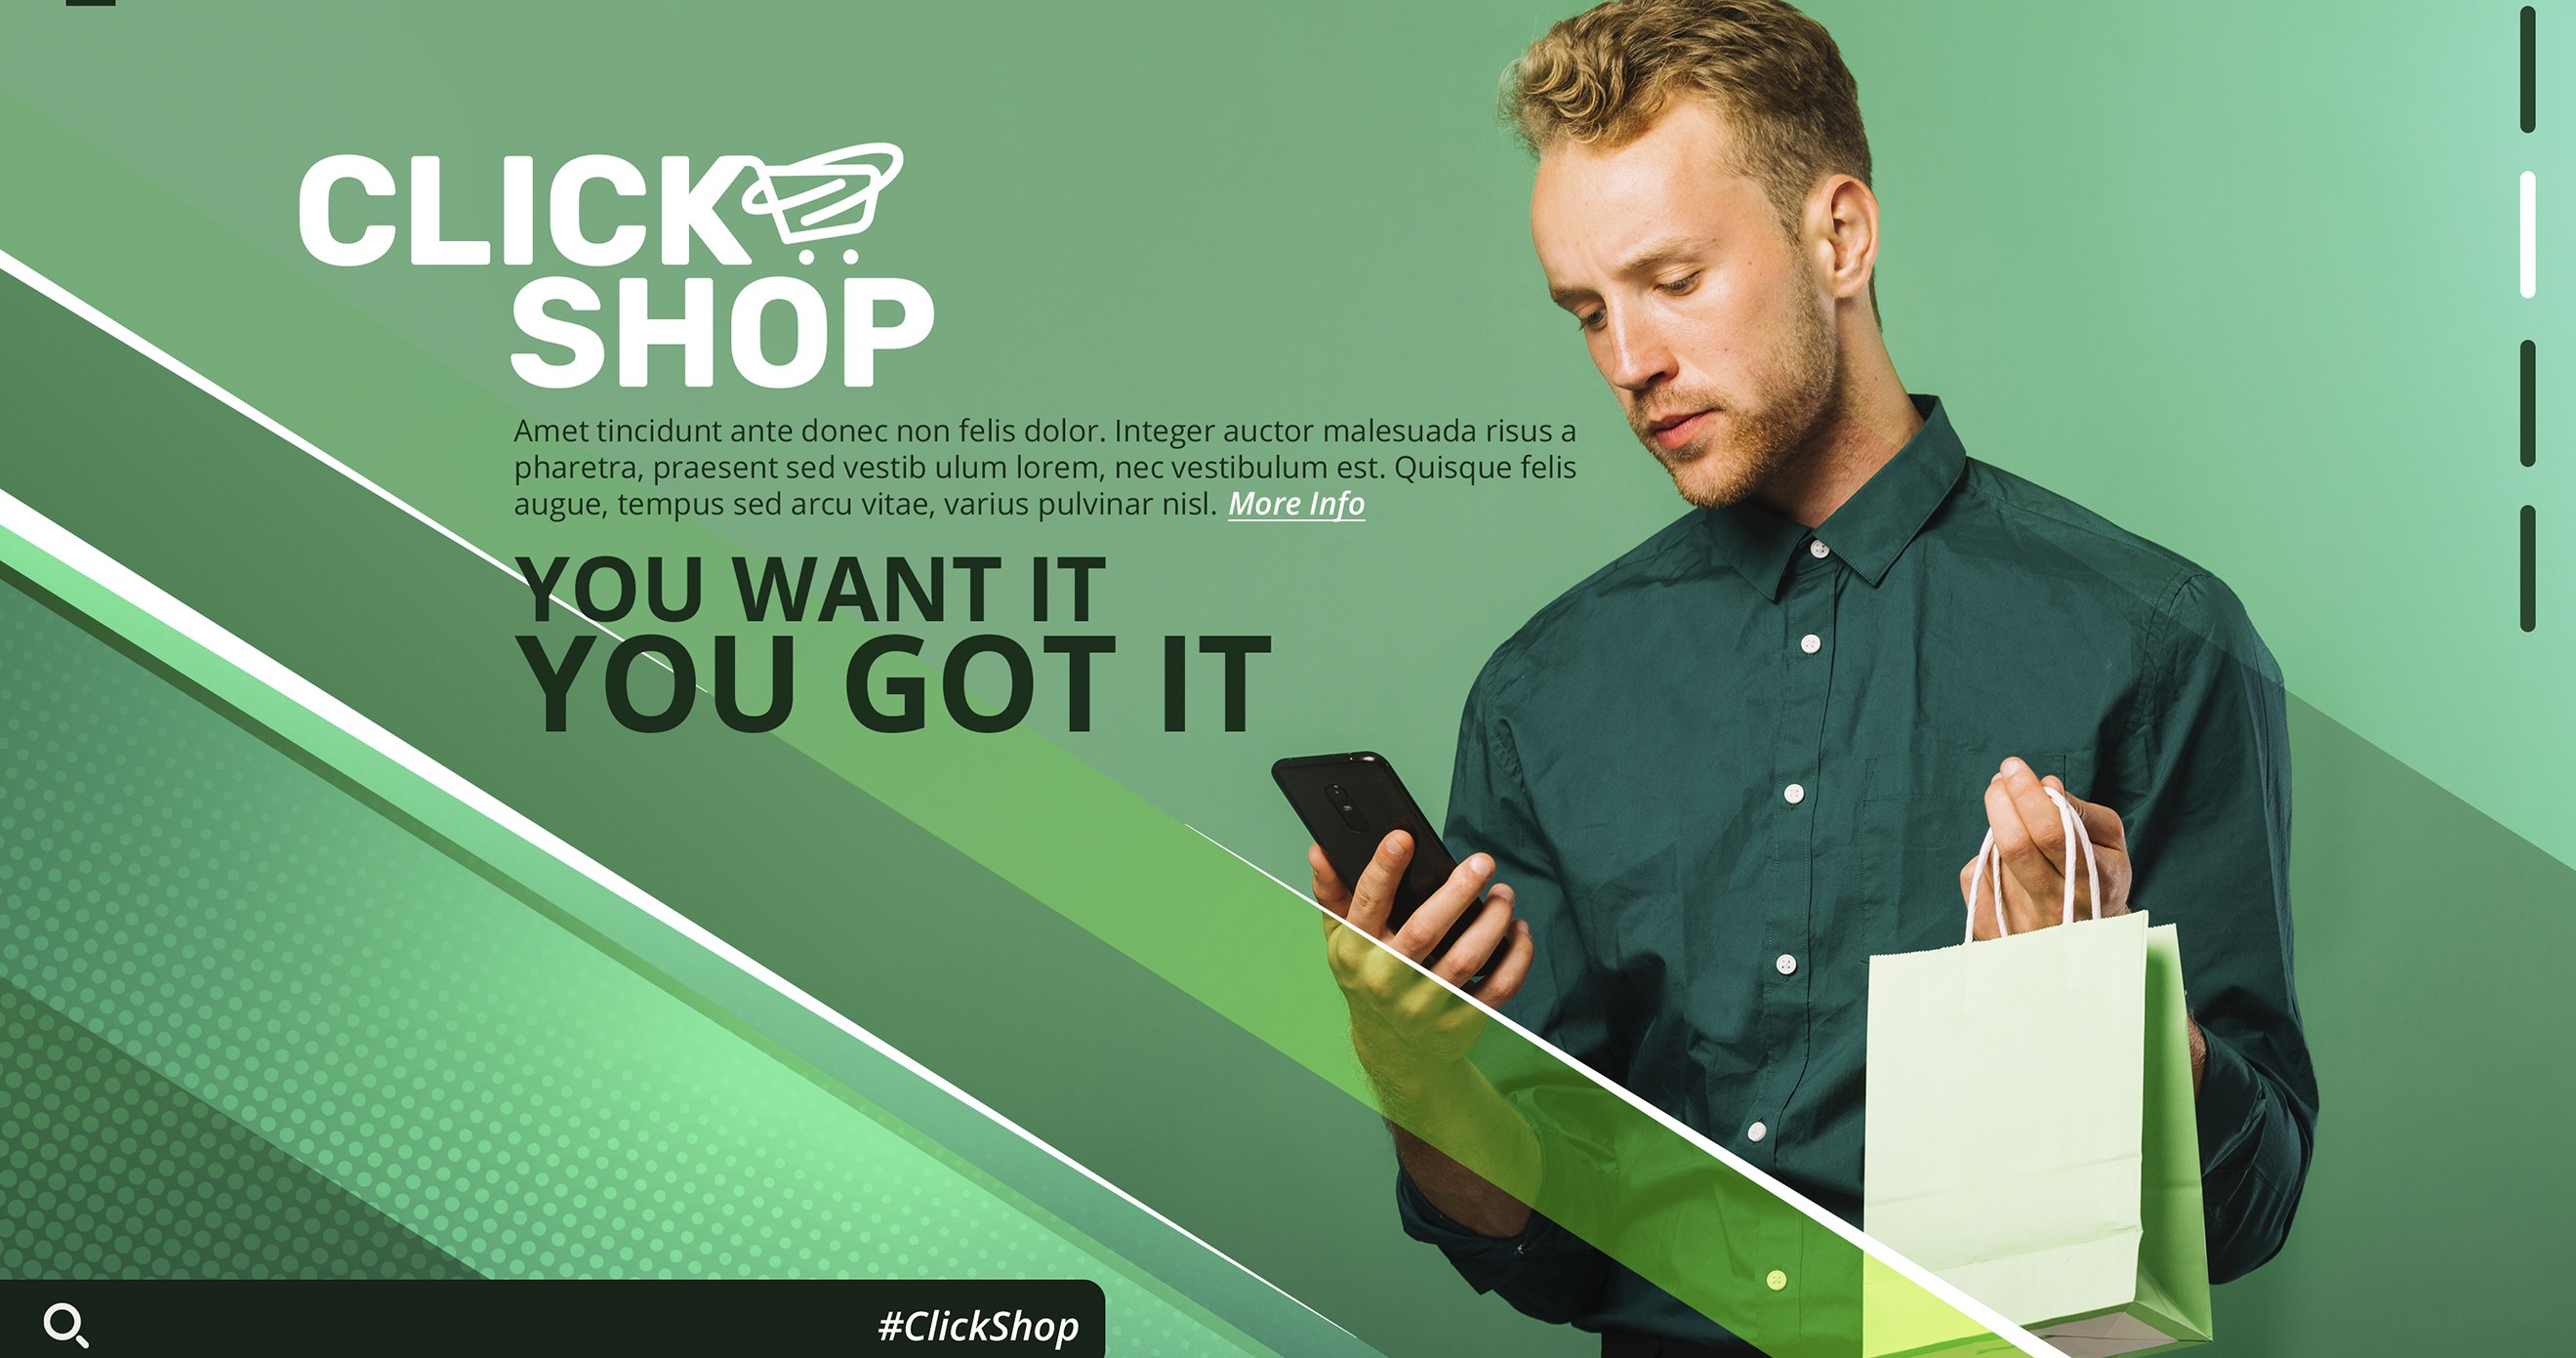 CLICK
SHOP
Amet tincidunt ante donec non felis dolor. Integer auctor malesuada risus a
pharetra, praesent sed vestib ulum lorem, nec vestibulum est. Quisque felis
augue, tempus sed arcu vitae, varius pulvinar nisl. More Info
YOU WANT IT
YOU GOT IT
#ClickShop